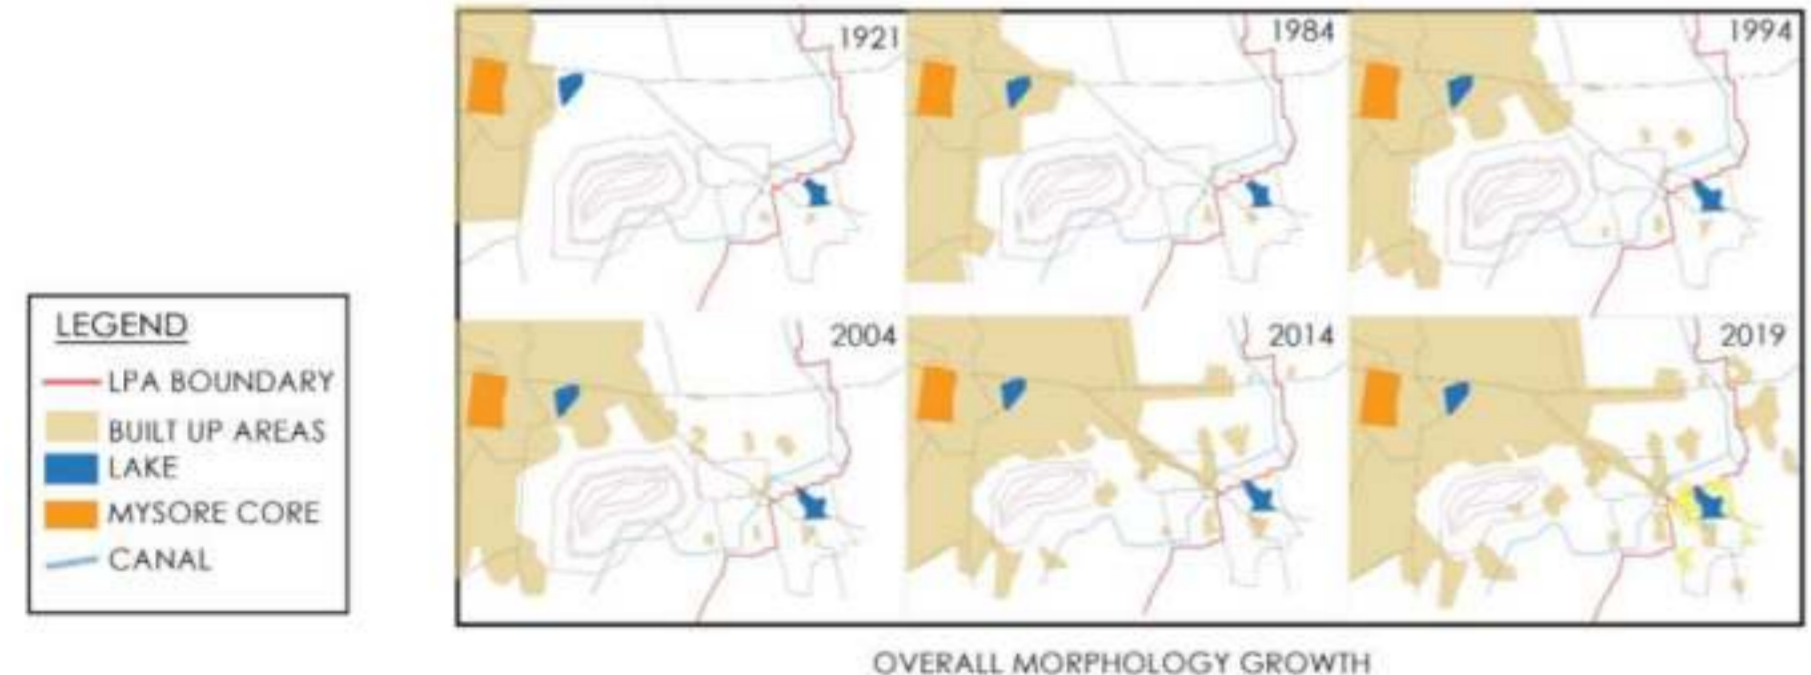 1921
1984
1994
LEGEND
LPA BOUNDARY
BUILT UP AREAS
LAKE
MYSORE CORE
CANAL
2004
2014
2019
OVERALL MORPHOLOGY GROWTH